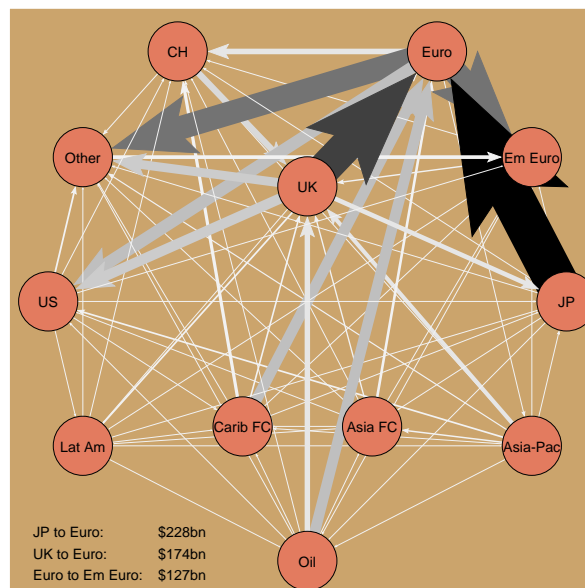 CH
Euro
Other
Em Euro
UK
US
JP
Carib FC
Asia FC
Lat Am
Asia-Pac
Oil
JP to Euro: $228bn
UK to Euro: $174bn
Euro to Em Euro: $127bn